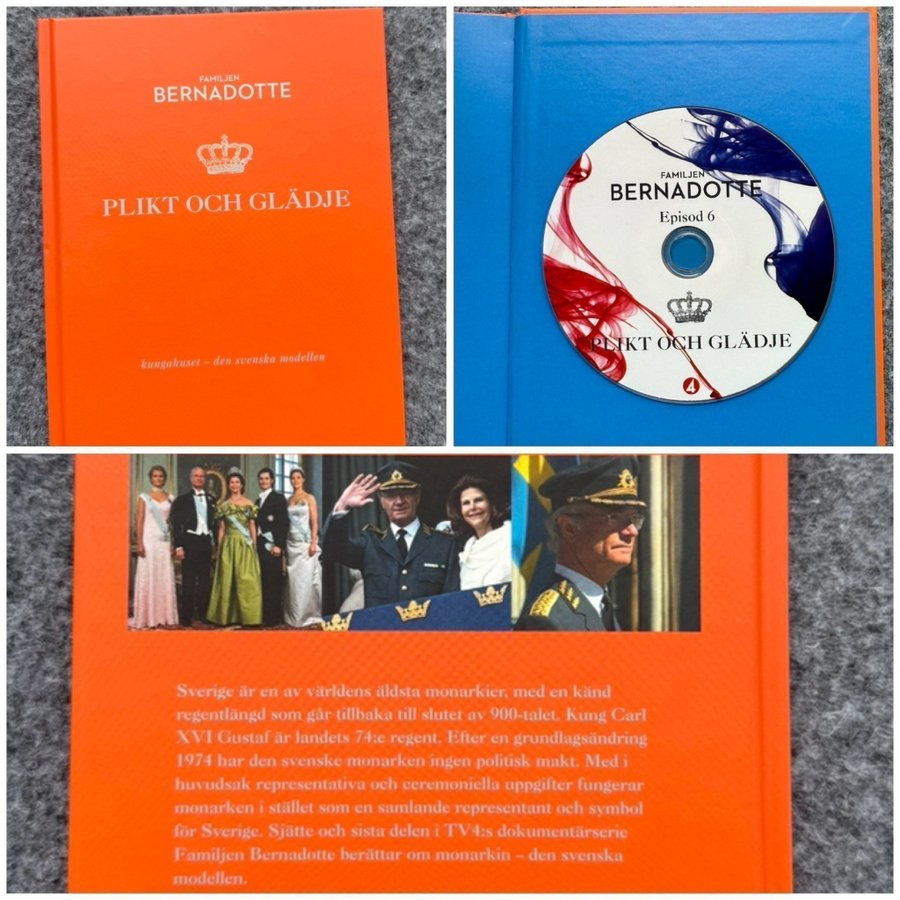 FAMILJEN
BERNADOTTE
PLIKT OCH GLÄDJE
kungahuset – den svenska modellen
FAMILJEN
BERNADOTTE
Episod 6
PLIKT OCH GLÄDJE
4
Sverige är en av världens äldsta monarkier, med en känd
regentlängd som går tillbaka till slutet av 900-talet. Kung Carl
XVI Gustaf är landets 74:e regent. Efter en grundlagsändring
1974 har den svenske monarken ingen politisk makt. Med i
huvudsak representativa och ceremoniella uppgifter fungerar
monarken i stället som en samlande representant och symbol
för Sverige. Sjätte och sista delen i TV4:s dokumentärserie
Familjen Bernadotte berättar om monarkin – den svenska
modellen.